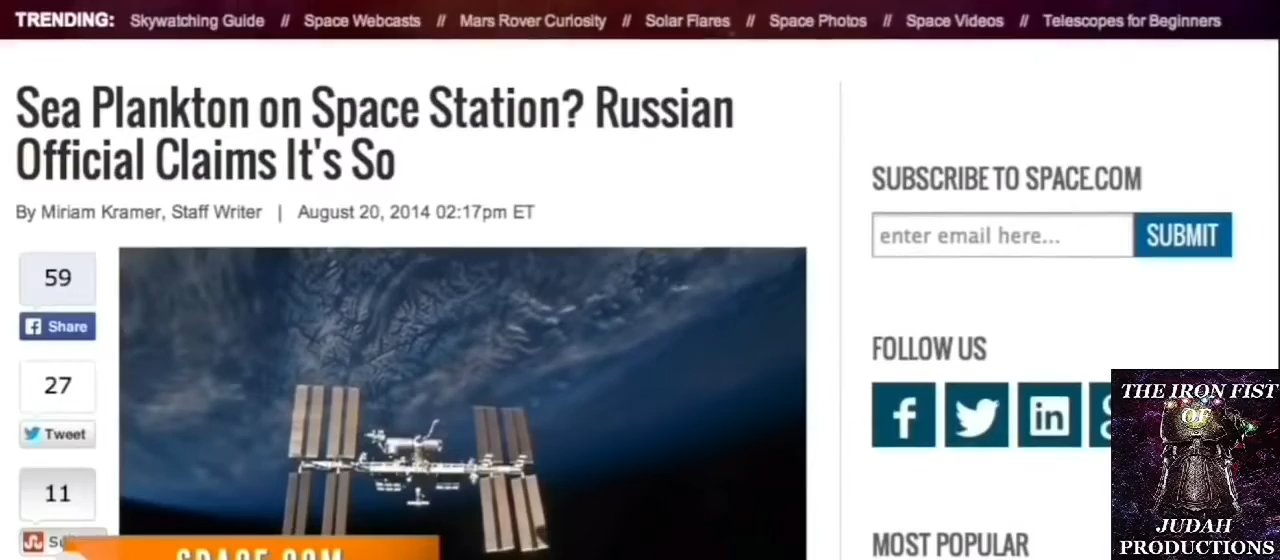 TRENDING: Skywatching Guide // Space Webcasts // Mars Rover Curiosity // Solar Flares // Space Photos // Space Videos // Telescopes for Beginners
Sea Plankton on Space Station? Russian
Official Claims It's So
By Miriam Kramer, Staff Writer | August 20, 2014 02:17pm ET
59
Share
27
Tweet
11
SPACE.COM
SUBSCRIBE TO SPACE.COM
enter email here... SUBMIT
FOLLOW US
MOST POPULAR
THE IRON FIST
OF
JUDAH
PRODUCTIONS